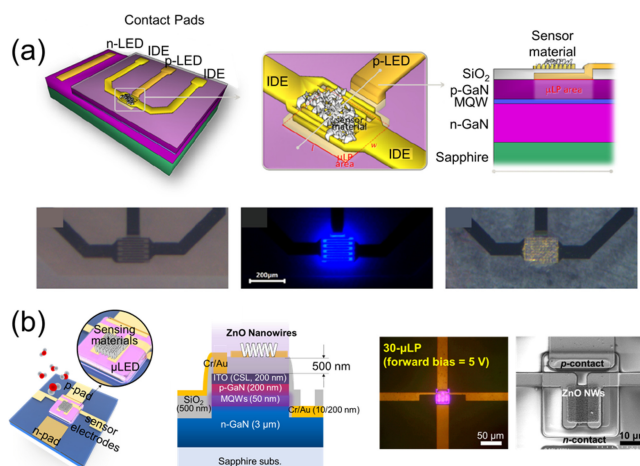 (a)
Contact Pads
n-LED
IDE
p-LED
IDE
IDE
p-LED
sensor
material
IDE
l
μLP
area
w
Sensor
material
SiO2
p-GaN
μLP area
MQW
n-GaN
Sapphire
200μm
(b)
Sensing
materials
μLED
p-pad
sensor
electrodes
n-pad
ZnO Nanowires
Cr/Au
500 nm
ITO (CSL, 200 nm)
p-GaN (200 nm)
MQWs (50 nm)
SiO2
(500 nm)
Cr/Au (10/200 nm)
n-GaN (3 μm)
Sapphire subs.
30-μLP
(forward bias = 5 V)
50 μm
p-contact
ZnO NWs
n-contact
10 μm